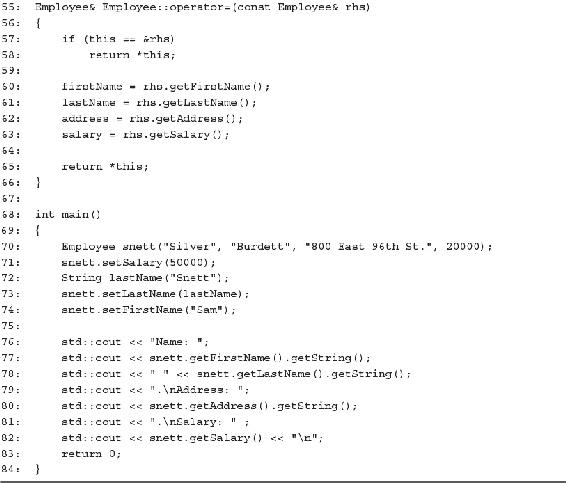 55: Employee& Employee::operator=(const Employee& rhs)
56: {
57:     if (this == &rhs)
58:         return *this;
59:
60:     firstName = rhs.getFirstName();
61:     lastName = rhs.getLastName();
62:     address = rhs.getAddress();
63:     salary = rhs.getSalary();
64:
65:     return *this;
66: }
67:
68: int main()
69: {
70:     Employee snett("Silver", "Burdett", "800 East 96th St.", 20000);
71:     snett.setSalary(50000);
72:     String lastName("Snett");
73:     snett.setLastName(lastName);
74:     snett.setFirstName("Sam");
75:
76:     std::cout << "Name: ";
77:     std::cout << snett.getFirstName().getString();
78:     std::cout << " " << snett.getLastName().getString();
79:     std::cout << ".\nAddress: ";
80:     std::cout << snett.getAddress().getString();
81:     std::cout << ".\nSalary: " ;
82:     std::cout << snett.getSalary() << "\n";
83:     return 0;
84: }